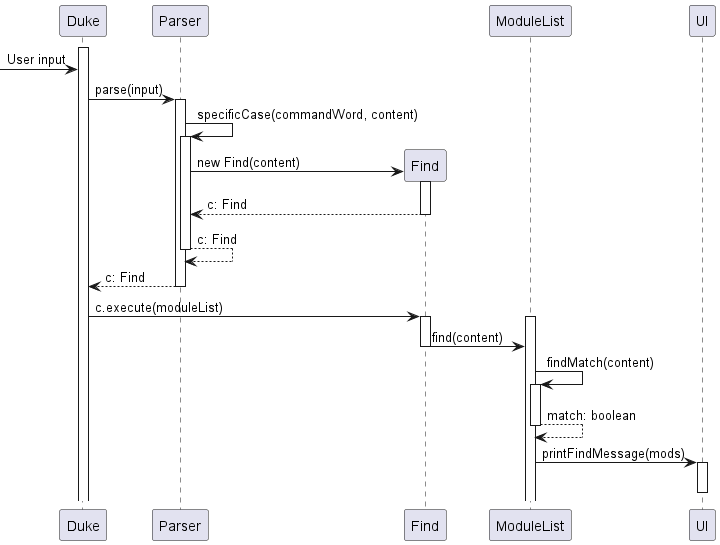 Duke
Parser
ModuleList
UI
User input
parse(input)
specificCase(commandWord, content)
new Find(content)
Find
c: Find
c: Find
c: Find
c.execute(moduleList)
find(content)
findMatch(content)
match: boolean
printFindMessage(mods)
Duke
Parser
Find
ModuleList
UI